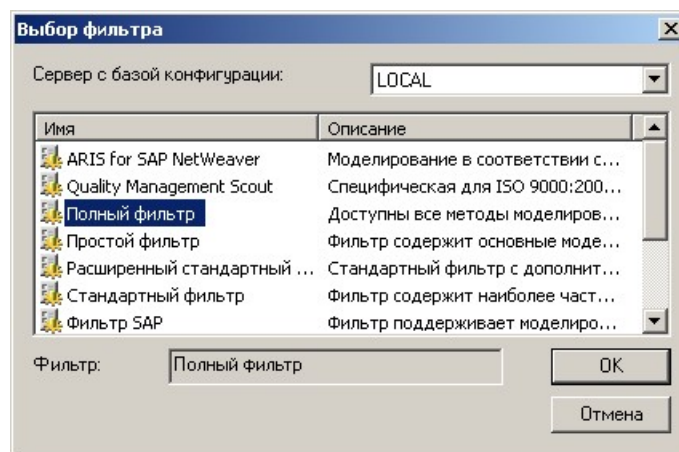 Выбор фильтра
Сервер с базой конфигурации: LOCAL
Имя Описание
ARIS for SAP NetWeaver Моделирование в соответствии с...
Quality Management Scout Специфическая для ISO 9000:200...
Полный фильтр Доступны все методы моделиров...
Простой фильтр Фильтр содержит основные моде...
Расширенный стандартный ... Стандартный фильтр с дополнит...
Стандартный фильтр Фильтр содержит наиболее част...
Фильтр SAP Фильтр поддерживает моделиро...
Фильтр: Полный фильтр OK
Отмена